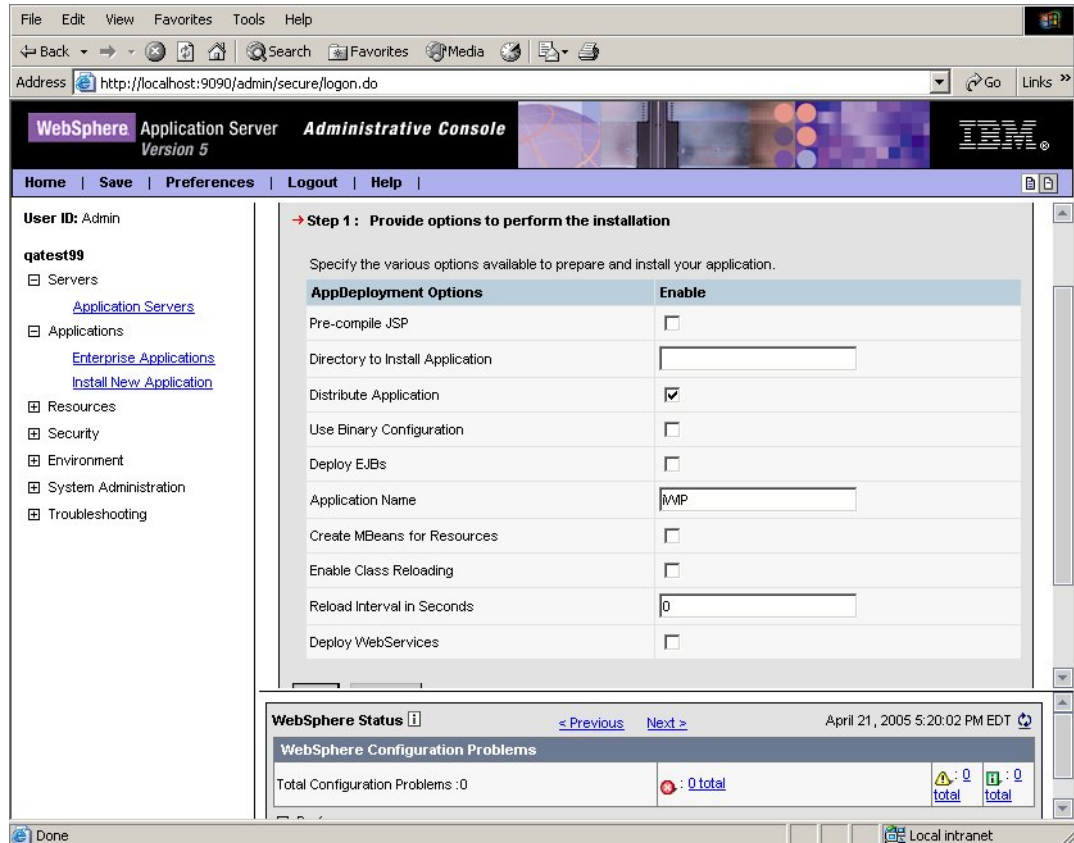 File Edit View Favorites Tools Help
Back Search Favorites Media
Address http://localhost:9090/admin/secure/logon.do Go Links »
WebSphere Application Server Administrative Console
Version 5
IBM®
Home | Save | Preferences | Logout | Help |
User ID: Admin
qatest99
Servers
Application Servers
Applications
Enterprise Applications
Install New Application
Resources
Security
Environment
System Administration
Troubleshooting
Step 1 : Provide options to perform the installation
Specify the various options available to prepare and install your application.
AppDeployment Options Enable
Pre-compile JSP
Directory to Install Application
Distribute Application
Use Binary Configuration
Deploy EJBs
Application Name
Create MBeans for Resources
Enable Class Reloading
Reload Interval in Seconds 0
Deploy WebServices
WebSphere Status i < Previous Next > April 21, 2005 5:20:02 PM EDT
WebSphere Configuration Problems
Total Configuration Problems :0 : 0 total : 0 total : 0 total
Done Local intranet